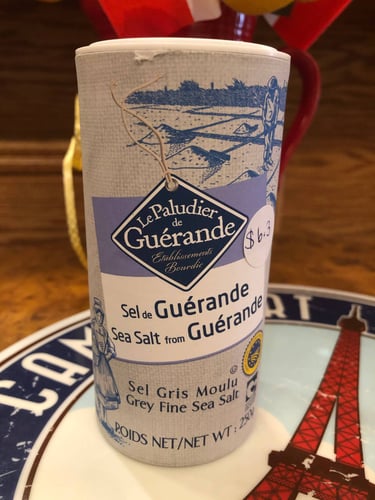 Le Paludier
de
Guérande
Etablissements
Bourdic
$6.3
Sel de Guérande
Sea Salt from Guérande
Sel Gris Moulu
Grey Fine Sea Salt
POIDS NET/NET WT : 250